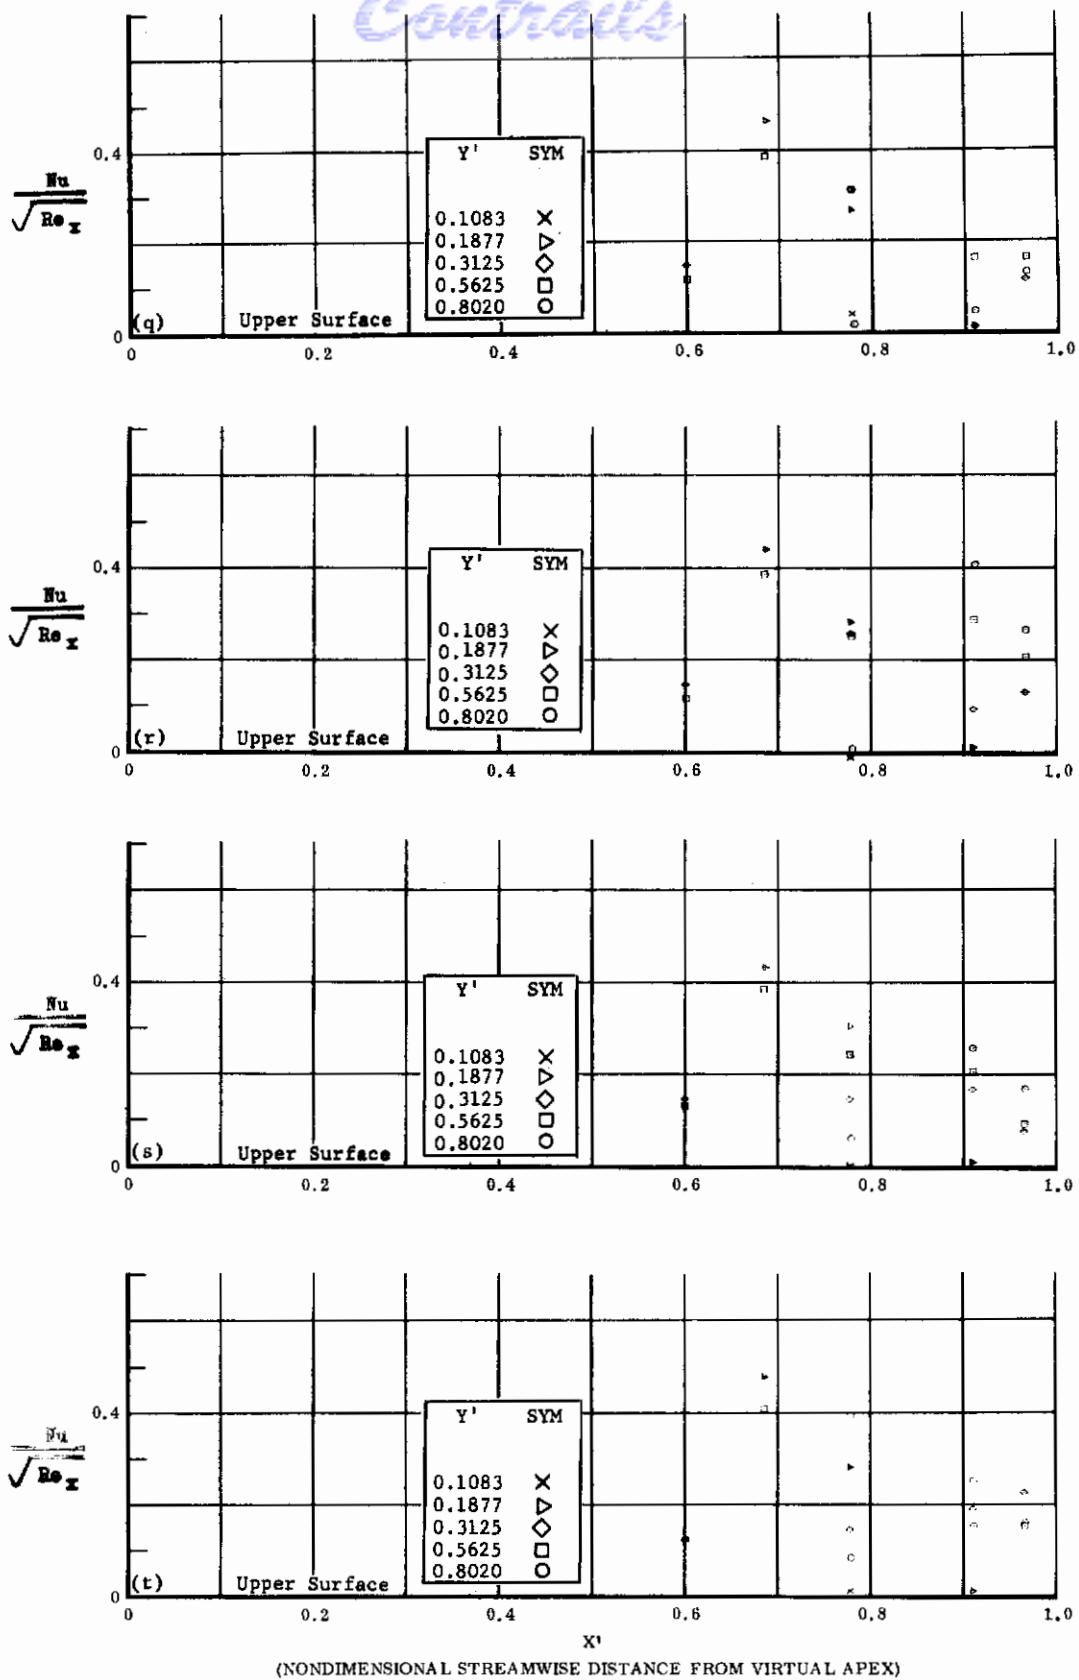 Contrails
Nu
√Re x
0.4
0
Y' SYM
0.1083 ×
0.1877 ▷
0.3125 ◇
0.5625 □
0.8020 ○
(q) Upper Surface
0 0.2 0.4 0.6 0.8 1.0
Nu
√Re x
0.4
0
Y' SYM
0.1083 ×
0.1877 ▷
0.3125 ◇
0.5625 □
0.8020 ○
(r) Upper Surface
0 0.2 0.4 0.6 0.8 1.0
Nu
√Re x
0.4
0
Y' SYM
0.1083 ×
0.1877 ▷
0.3125 ◇
0.5625 □
0.8020 ○
(s) Upper Surface
0 0.2 0.4 0.6 0.8 1.0
Nu
√Re x
0.4
0
Y' SYM
0.1083 ×
0.1877 ▷
0.3125 ◇
0.5625 □
0.8020 ○
(t) Upper Surface
0 0.2 0.4 0.6 0.8 1.0
X'
(NONDIMENSIONAL STREAMWISE DISTANCE FROM VIRTUAL APEX)